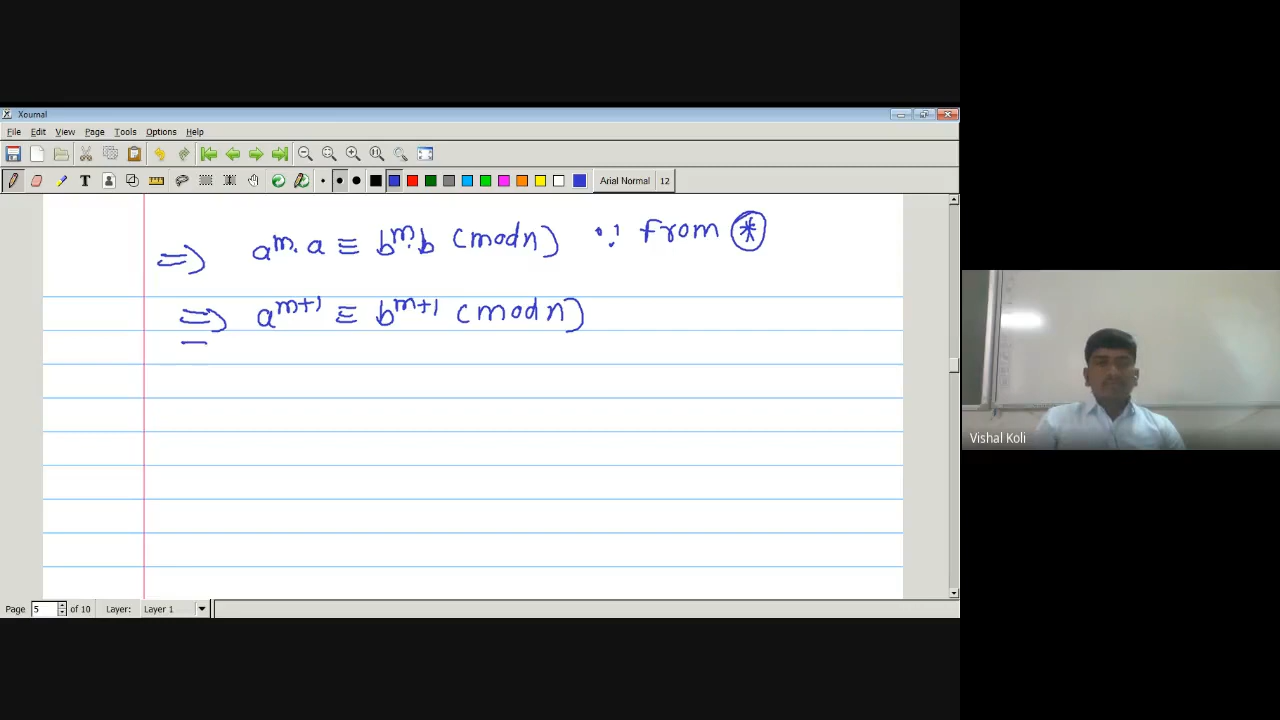 Xournal
File Edit View Page Tools Options Help
Arial Normal 12
⇒ a^m · a ≡ b^m · b (mod n) ∵ from ⊛
⇒ a^{m+1} ≡ b^{m+1} (mod n)
Vishal Koli
Page 5 of 10 Layer: Layer 1